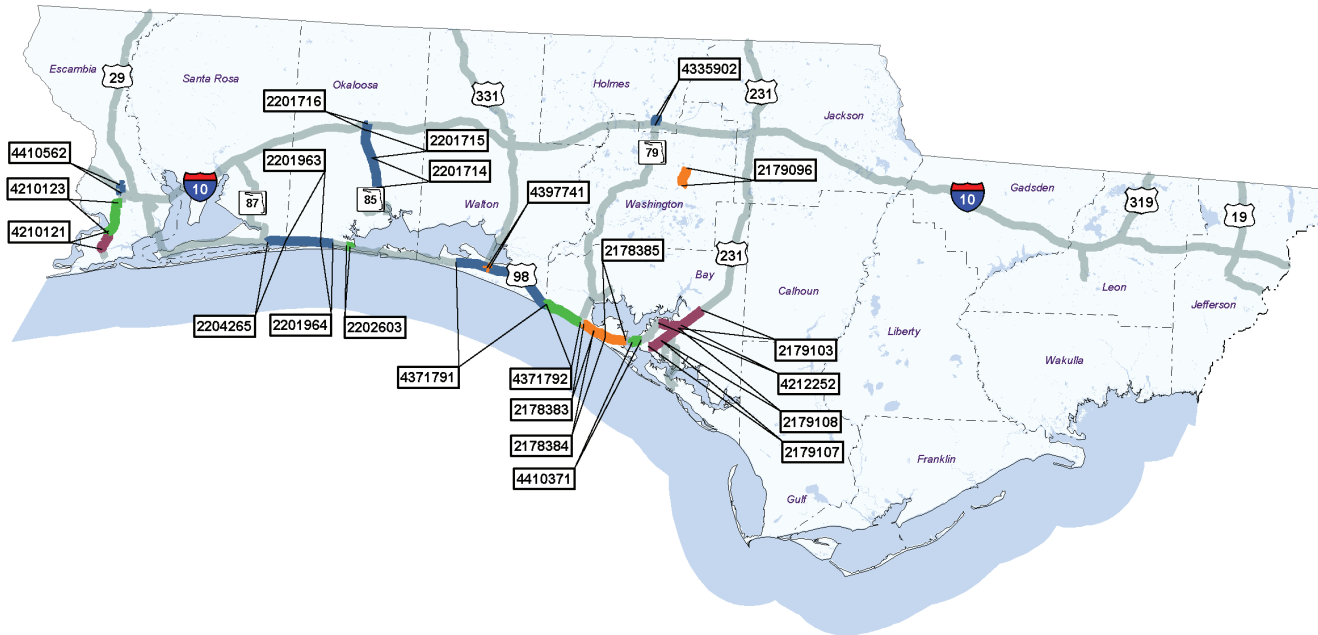 Escambia
29
Santa Rosa
Okaloosa
331
Holmes
4335902
231
Jackson
2201716
4410562
2201963
2201715
79
2201714
2179096
4210123
10
87
85
4397741
Walton
Washington
10
Gadsden
319
19
4210121
2178385
231
98
Bay
Calhoun
Leon
Jefferson
2204265
2201964
2202603
Liberty
2179103
Wakulla
4371791
4371792
4212252
2178383
2179108
2178384
2179107
4410371
Franklin
Gulf